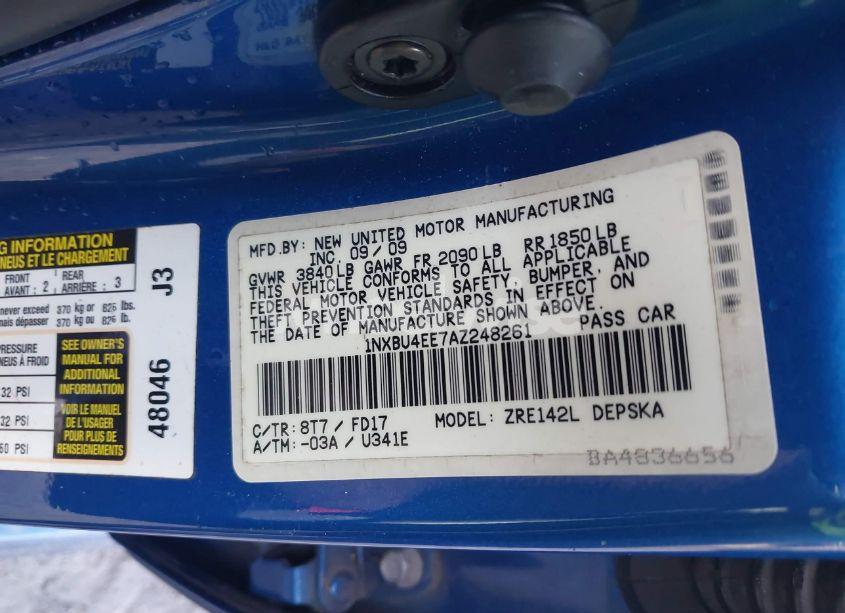 G INFORMATION
NEUS ET LE CHARGEMENT
FRONT
AVANT : 2
REAR
ARRIÈRE : 3
never exceed 370 kg or 825 lbs.
mais dépasser 370 kg ou 825 lb.
PRESSURE
NEUS À FROID
32 PSI
32 PSI
60 PSI
SEE OWNER'S
MANUAL FOR
ADDITIONAL
INFORMATION
VOIR LE MANUEL
DE L'USAGER
POUR PLUS DE
RENSEIGNEMENTS
48046 J3
MFD.BY: NEW UNITED MOTOR MANUFACTURING
INC. 09/09
GVWR 3840LB GAWR FR 2090LB RR1850LB
THIS VEHICLE CONFORMS TO ALL APPLICABLE
FEDERAL MOTOR VEHICLE SAFETY, BUMPER, AND
THEFT PREVENTION STANDARDS IN EFFECT ON
THE DATE OF MANUFACTURE SHOWN ABOVE.
1NXBU4EE7AZ248261 PASS CAR
C/TR: 8T7 / FD17 MODEL: ZRE142L DEPSKA
A/TM: -03A / U341E
BA4836656